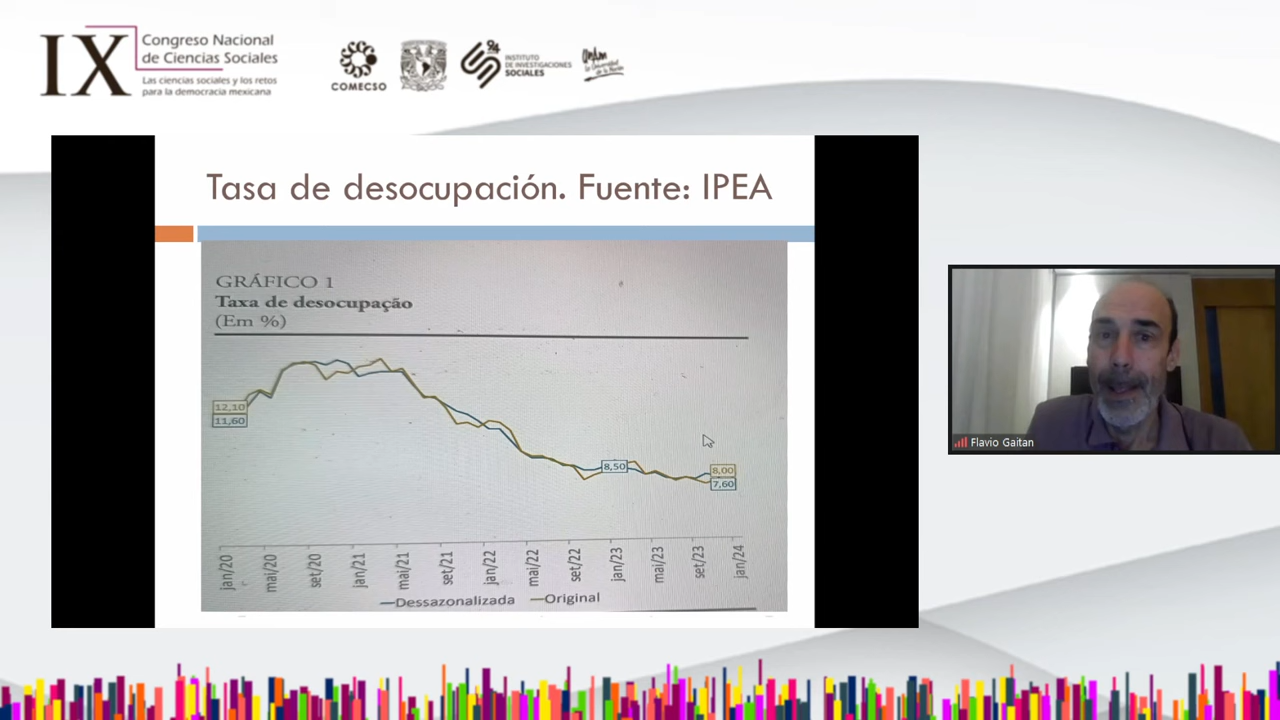 IX
Congreso Nacional
de Ciencias Sociales
Las ciencias sociales y los retos
para la democracia mexicana
COMECSO
INSTITUTO
DE INVESTIGACIONES
SOCIALES
Tasa de desocupación. Fuente: IPEA
GRÁFICO 1
Taxa de desocupação
(Em %)
12,10
11,60
8,50
8,00
7,60
jan/20
mai/20
set/20
jan/21
mai/21
set/21
jan/22
mai/22
set/22
jan/23
mai/23
set/23
jan/24
Dessazonalizada
Original
Flavio Gaitan